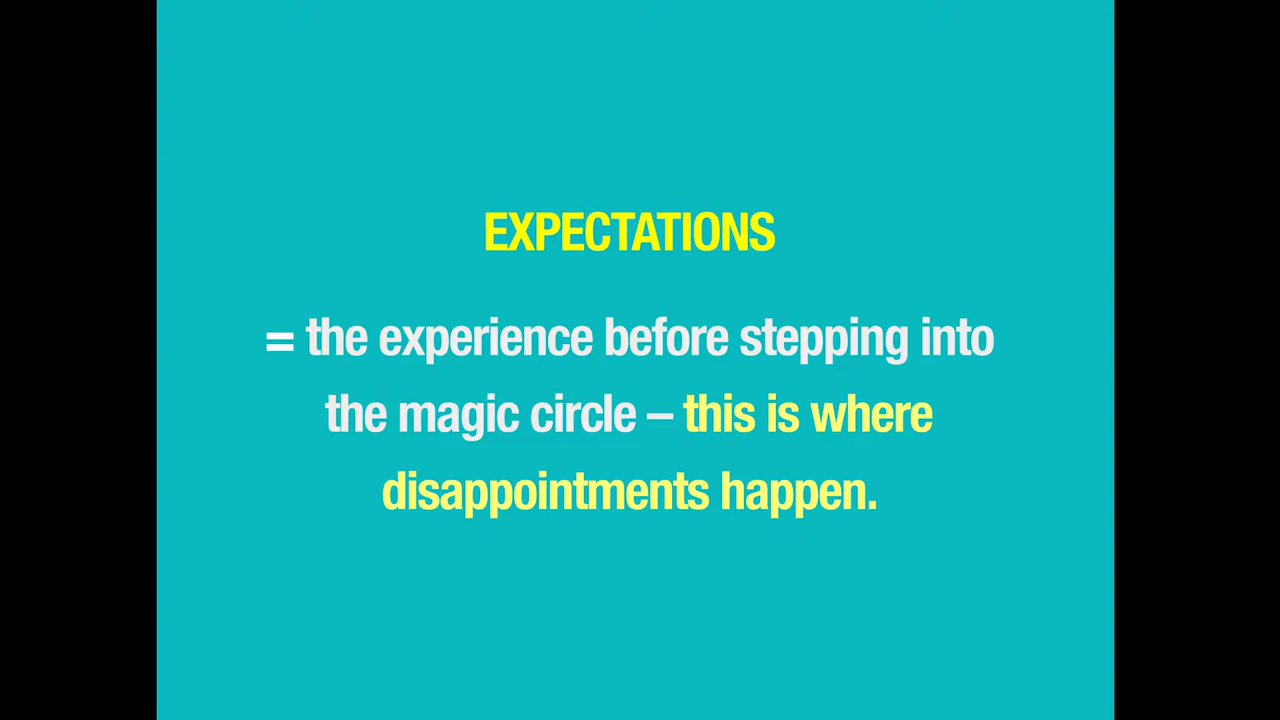 EXPECTATIONS
= the experience before stepping into
the magic circle – this is where
disappointments happen.